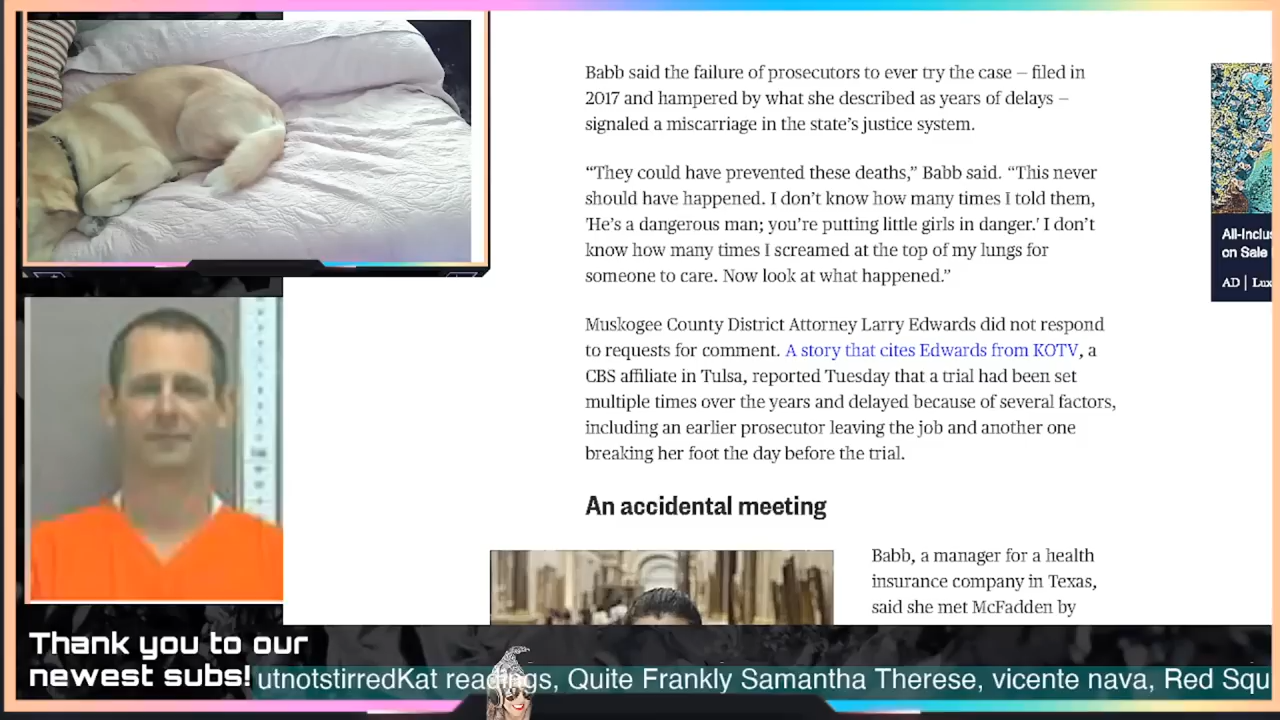 Babb said the failure of prosecutors to ever try the case – filed in
2017 and hampered by what she described as years of delays –
signaled a miscarriage in the state’s justice system.
“They could have prevented these deaths,” Babb said. “This never
should have happened. I don’t know how many times I told them,
‘He’s a dangerous man; you’re putting little girls in danger.’ I don’t
know how many times I screamed at the top of my lungs for
someone to care. Now look at what happened.”
Muskogee County District Attorney Larry Edwards did not respond
to requests for comment. A story that cites Edwards from KOTV, a
CBS affiliate in Tulsa, reported Tuesday that a trial had been set
multiple times over the years and delayed because of several factors,
including an earlier prosecutor leaving the job and another one
breaking her foot the day before the trial.
An accidental meeting
Babb, a manager for a health
insurance company in Texas,
said she met McFadden by
All-Inclus
on Sale
AD | Lux
Thank you to our
newest subs!
utnotstirredKat readings, Quite Frankly Samantha Therese, vicente nava, Red Squ